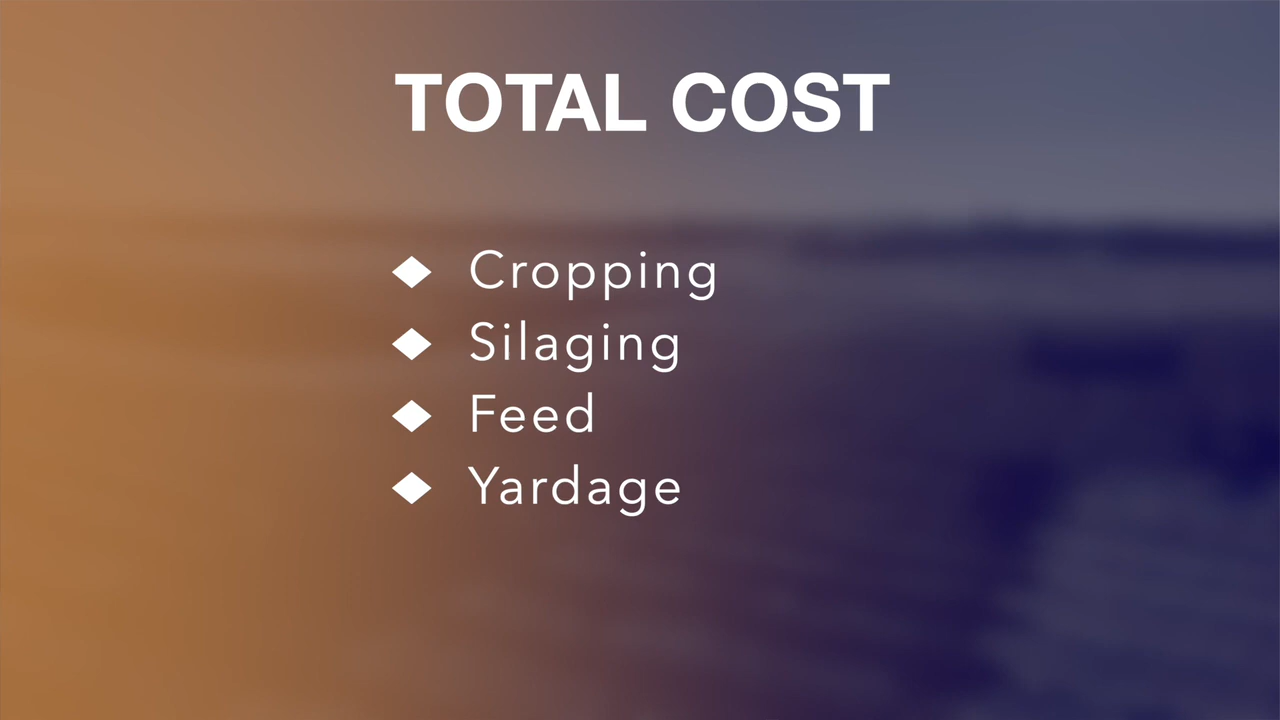 TOTAL COST
◆ Cropping
◆ Silaging
◆ Feed
◆ Yardage